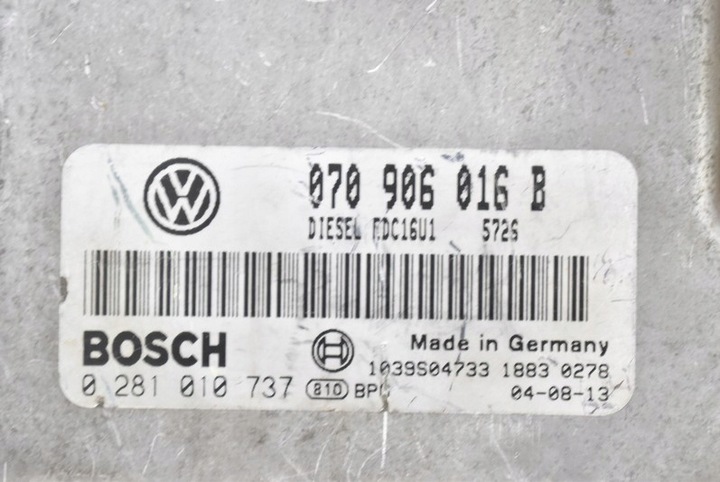 070 906 016 B
DIESEL EDC16U1 5726
BOSCH
Made in Germany
0 281 010 737
810
1039S04733 1883 0278
04-08-13